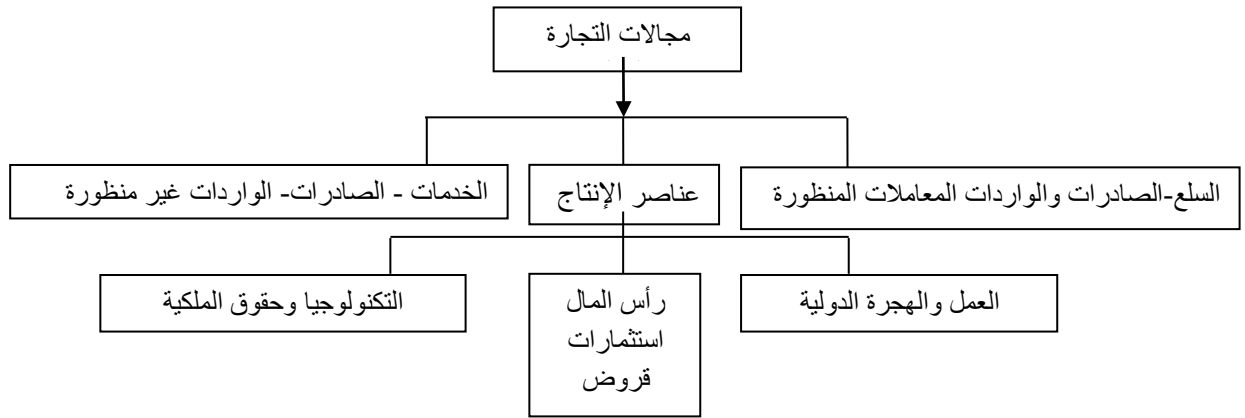 مجالات التجارة
السلع-الصادرات والواردات المعاملات المنظورة
عناصر الإنتاج
الخدمات - الصادرات- الواردات غير منظورة
العمل والهجرة الدولية
رأس المال
استثمارات
قروض
التكنولوجيا وحقوق الملكية